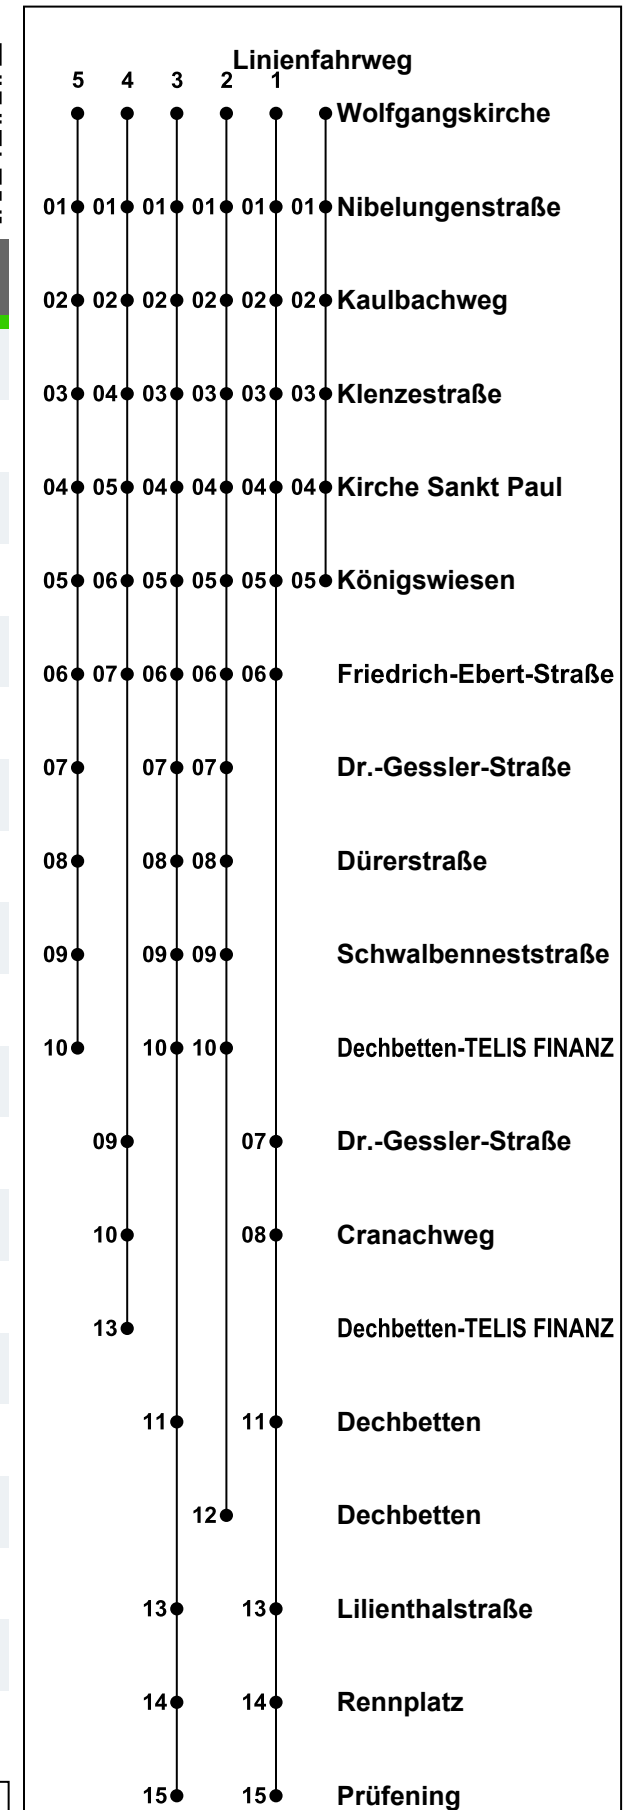 Linienfahrweg
5 4 3 2 1
Wolfgangskirche
01 01 01 01 01 01 Nibelungenstraße
02 02 02 02 02 02 Kaulbachweg
03 04 03 03 03 03 Klenzestraße
04 05 04 04 04 04 Kirche Sankt Paul
05 06 05 05 05 05 Königswiesen
06 07 06 06 06 Friedrich-Ebert-Straße
07 07 07 Dr.-Gessler-Straße
08 08 08 Dürerstraße
09 09 09 Schwalbenneststraße
10 10 10 Dechbetten-TELIS FINANZ
09 07 Dr.-Gessler-Straße
10 08 Cranachweg
13 Dechbetten-TELIS FINANZ
11 11 Dechbetten
12 Dechbetten
13 13 Lilienthalstraße
14 14 Rennplatz
15 15 Prüfening